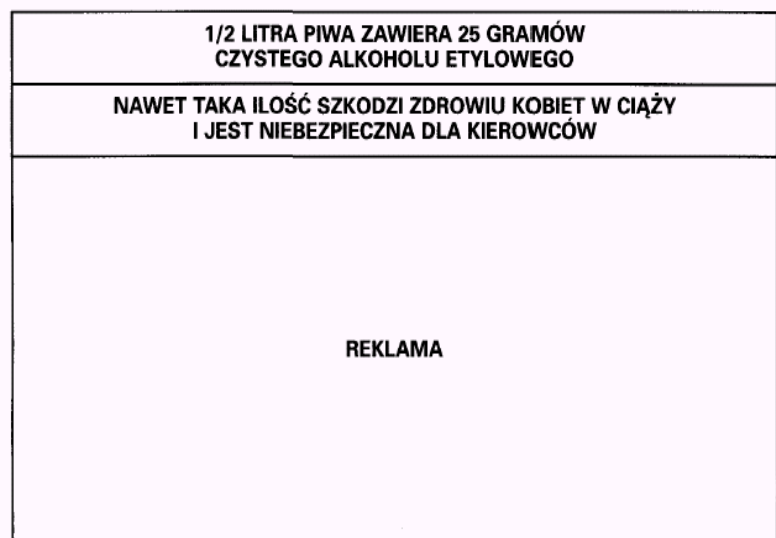 1/2 LITRA PIWA ZAWIERA 25 GRAMÓW
CZYSTEGO ALKOHOLU ETYLOWEGO
NAWET TAKA ILOŚĆ SZKODZI ZDROWIU KOBIET W CIĄŻY
I JEST NIEBEZPIECZNA DLA KIEROWCÓW
REKLAMA